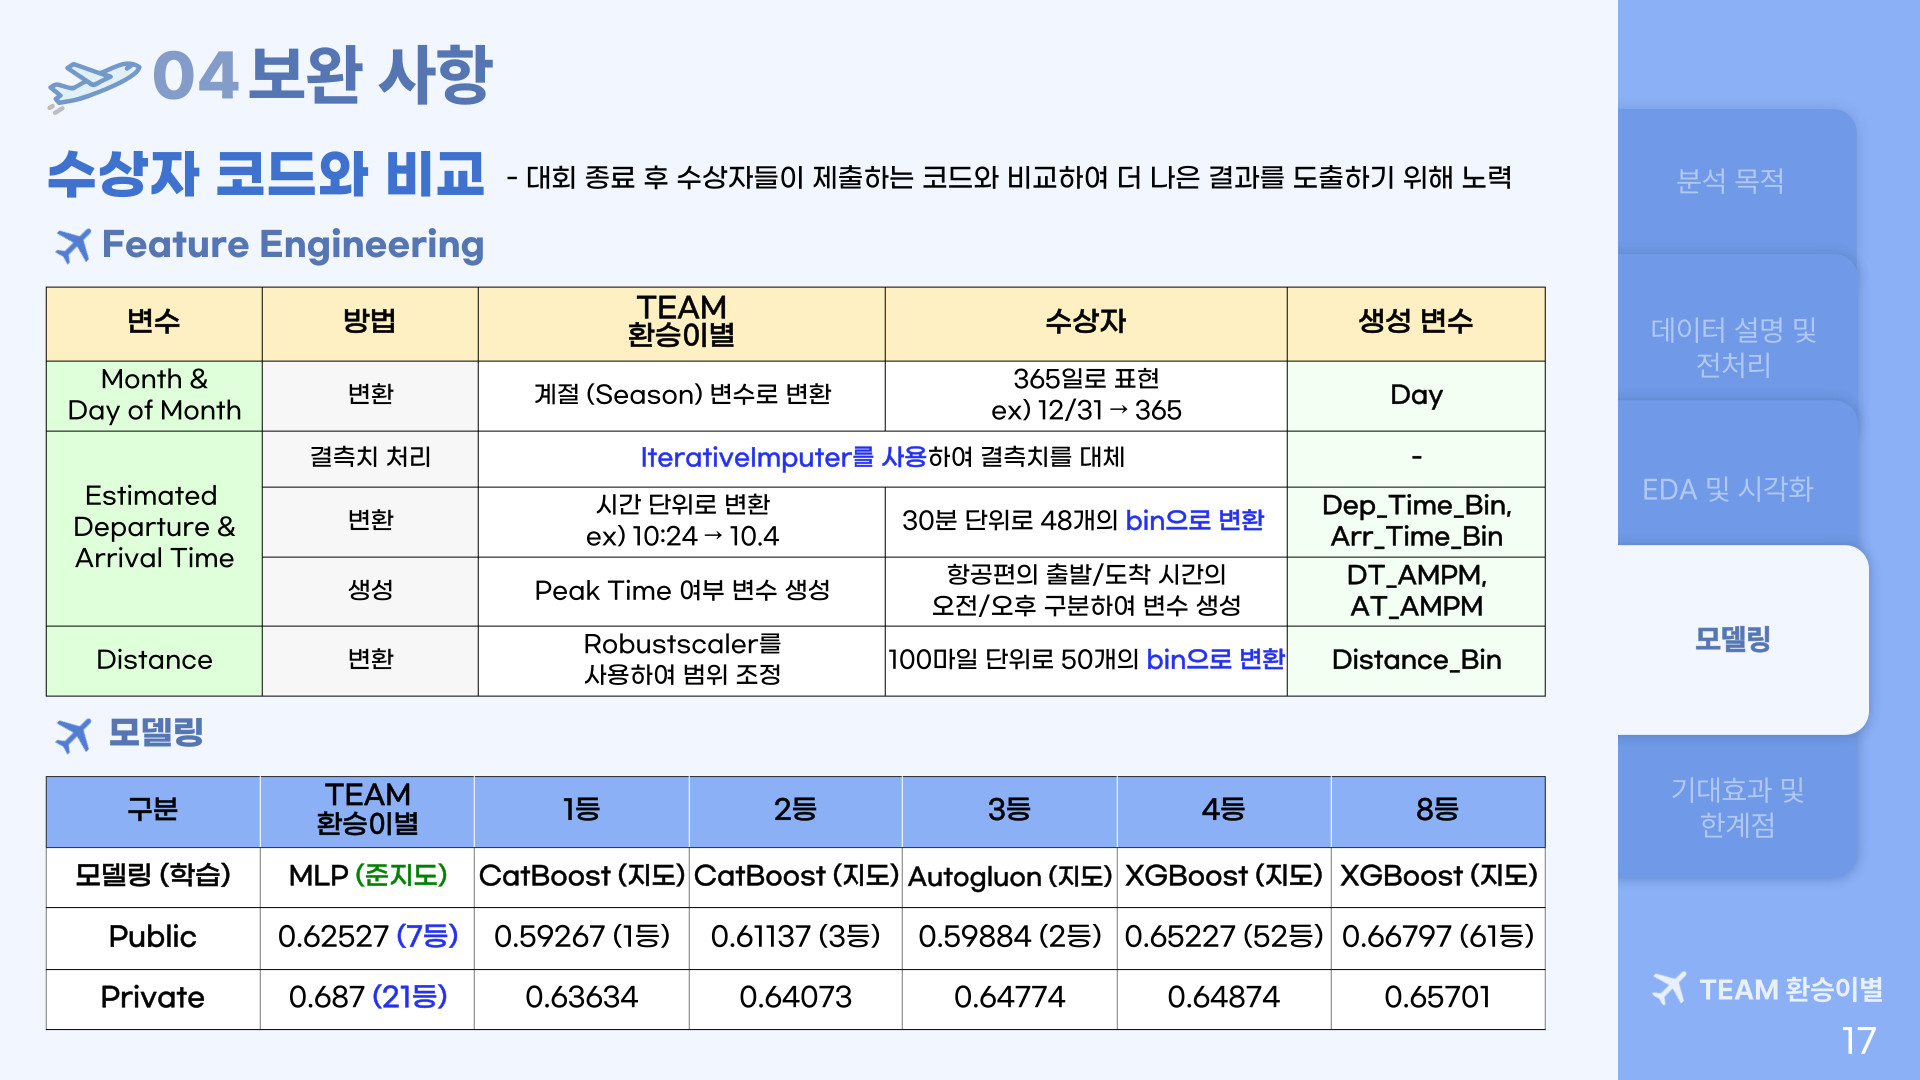 04 보완 사항
수상자 코드와 비교 - 대회 종료 후 수상자들이 제출하는 코드와 비교하여 더 나은 결과를 도출하기 위해 노력
Feature Engineering
변수 방법 TEAM 환승이별 수상자 생성 변수
Month &
Day of Month
변환
계절 (Season) 변수로 변환
365일로 표현
ex) 12/31 → 365
Day
Estimated
Departure &
Arrival Time
결측치 처리
IterativeImputer를 사용하여 결측치를 대체
-
변환
시간 단위로 변환
ex) 10:24 → 10.4
30분 단위로 48개의 bin으로 변환
Dep_Time_Bin,
Arr_Time_Bin
생성
Peak Time 여부 변수 생성
항공편의 출발/도착 시간의
오전/오후 구분하여 변수 생성
DT_AMPM,
AT_AMPM
Distance
변환
Robustscaler를
사용하여 범위 조정
100마일 단위로 50개의 bin으로 변환
Distance_Bin
모델링
구분 TEAM 환승이별 1등 2등 3등 4등 8등
모델링 (학습) MLP (준지도) CatBoost (지도) CatBoost (지도) Autogluon (지도) XGBoost (지도) XGBoost (지도)
Public 0.62527 (7등) 0.59267 (1등) 0.61137 (3등) 0.59884 (2등) 0.65227 (52등) 0.66797 (61등)
Private 0.687 (21등) 0.63634 0.64073 0.64774 0.64874 0.65701
분석 목적
데이터 설명 및
전처리
EDA 및 시각화
모델링
기대효과 및
한계점
TEAM 환승이별
17